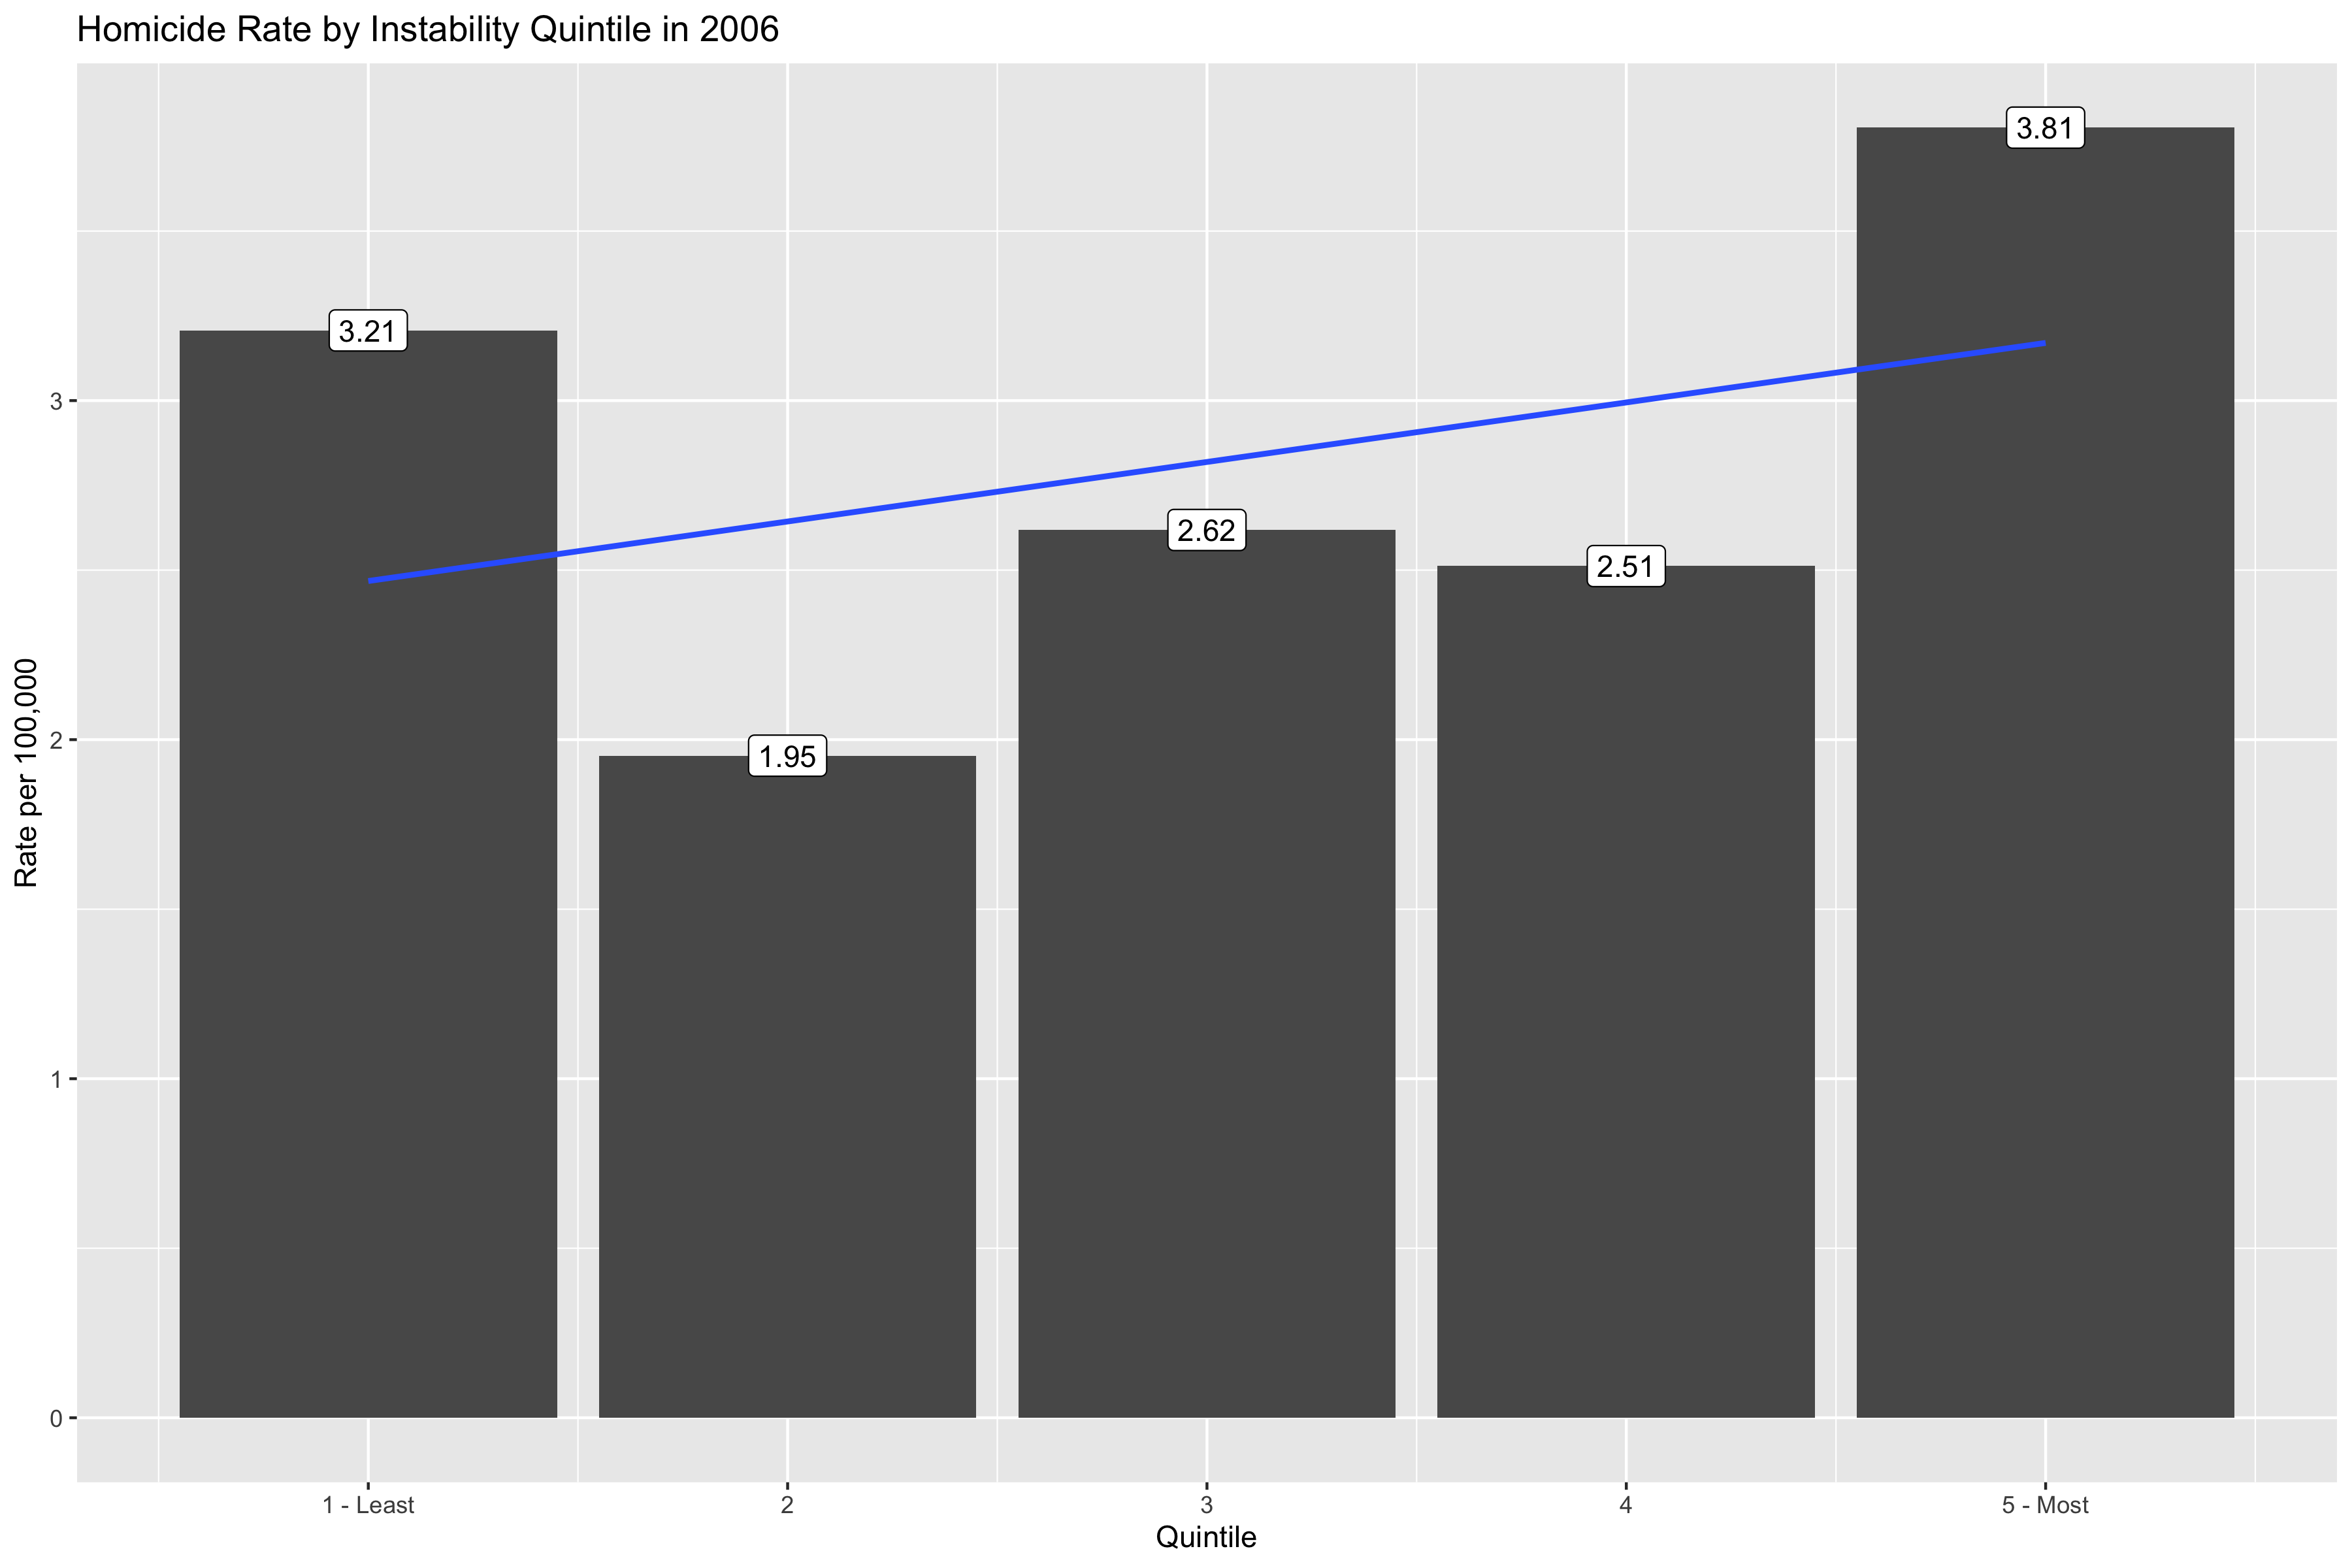 Homicide Rate by Instability Quintile in 2006
3.81
3.21
3
2.62
2.51
2
1.95
Rate per 100,000
1
0
1 - Least
2
3
4
5 - Most
Quintile